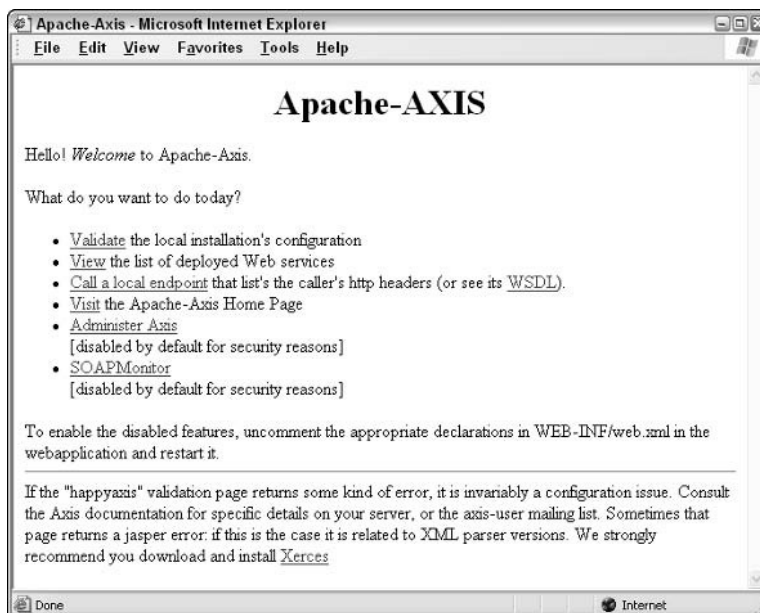 Apache-Axis - Microsoft Internet Explorer
File Edit View Favorites Tools Help
Apache-AXIS
Hello! Welcome to Apache-Axis.
What do you want to do today?
• Validate the local installation's configuration
• View the list of deployed Web services
• Call a local endpoint that list's the caller's http headers (or see its WSDL).
• Visit the Apache-Axis Home Page
• Administer Axis
[disabled by default for security reasons]
• SOAPMonitor
[disabled by default for security reasons]
To enable the disabled features, uncomment the appropriate declarations in WEB-INF/web.xml in the
webapplication and restart it.
If the "happyaxis" validation page returns some kind of error, it is invariably a configuration issue. Consult
the Axis documentation for specific details on your server, or the axis-user mailing list. Sometimes that
page returns a jasper error: if this is the case it is related to XML parser versions. We strongly
recommend you download and install Xerces
Done Internet